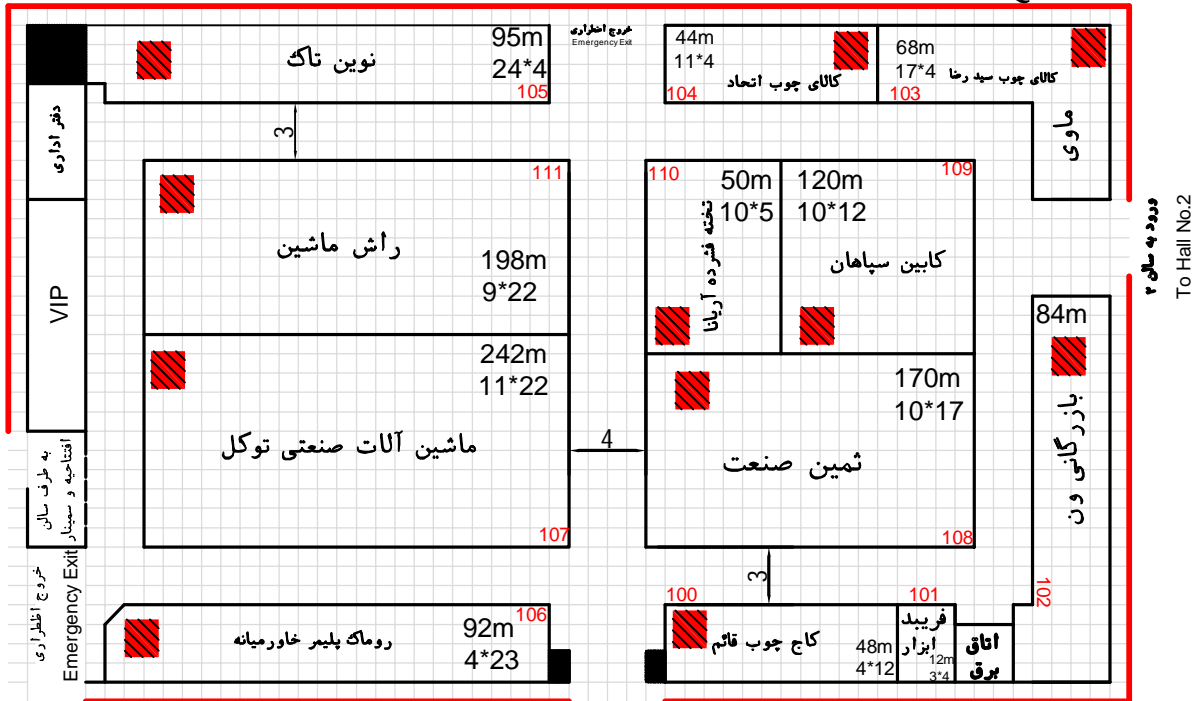 نوین تاک
95m
24*4
105
خروج اضطراری
Emergency Exit
44m
11*4
104
کالای چوب اتحاد
68m
17*4
103
کالای چوب سید رضا
ماوی
دفتر اداری
3
VIP
111
راش ماشین
198m
9*22
110
50m
10*5
تخته فشرده آریانا
109
120m
10*12
کابین سپاهان
ورود به سالن ۲
To Hall No.2
242m
11*22
ماشین آلات صنعتی توکل
107
4
170m
10*17
ثمین صنعت
108
84m
بازرگانی ون
102
به طرف سالن
افتتاحیه و سمینار
خروج اظطراری
Emergency Exit
3
106
روماک پلیمر خاورمیانه
92m
4*23
100
کاج چوب قائم
48m
4*12
101
فریبد
ابزار
12m
3*4
اتاق
برق